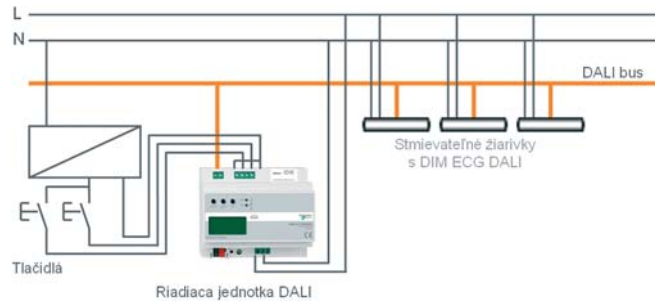 L
N
DALI bus
Stmievateľné žiarivky
s DIM ECG DALI
Tlačidlá
Riadiaca jednotka DALI